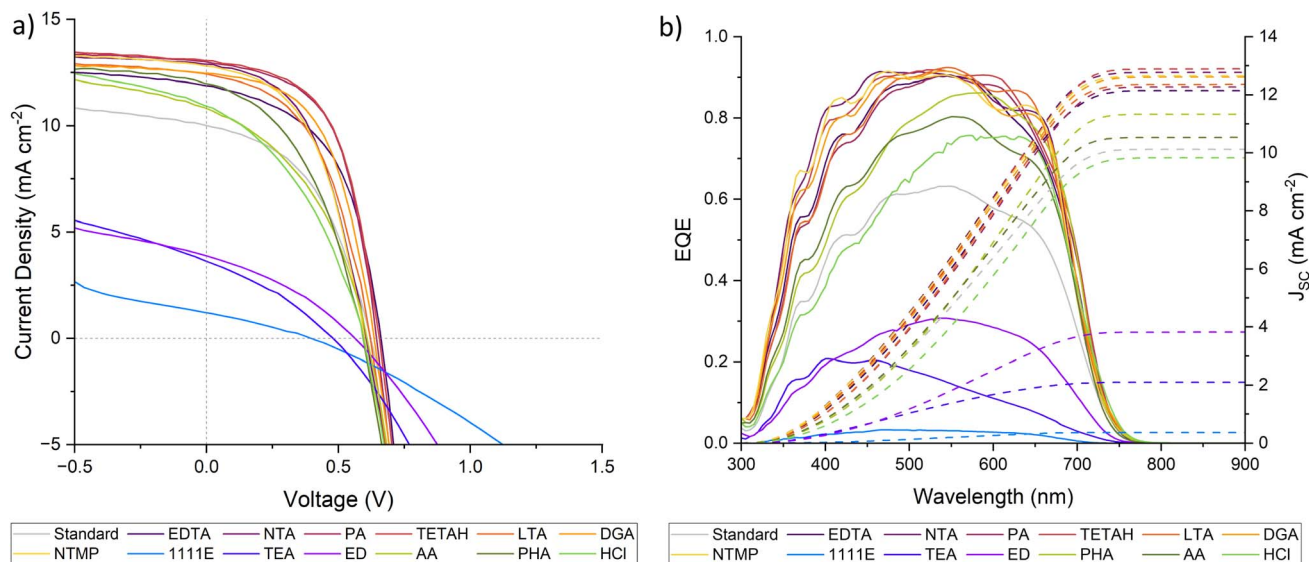 a)
15
10
5
0
−5
Current Density (mA cm⁻²)
−0.5
0.0
0.5
1.0
1.5
Voltage (V)
Standard EDTA NTA PA TETAH LTA DGA
NTMP 1111E TEA ED AA PHA HCl
b)
1.0
0.8
0.6
0.4
0.2
0.0
EQE
14
12
10
8
6
4
2
0
J_SC (mA cm⁻²)
300 400 500 600 700 800 900
Wavelength (nm)
Standard EDTA NTA PA TETAH LTA DGA
NTMP 1111E TEA ED PHA AA HCl